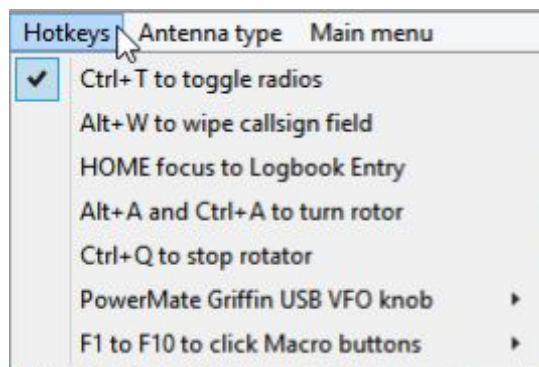 Hotkeys Antenna type Main menu
Ctrl+T to toggle radios
Alt+W to wipe callsign field
HOME focus to Logbook Entry
Alt+A and Ctrl+A to turn rotor
Ctrl+Q to stop rotator
PowerMate Griffin USB VFO knob
F1 to F10 to click Macro buttons